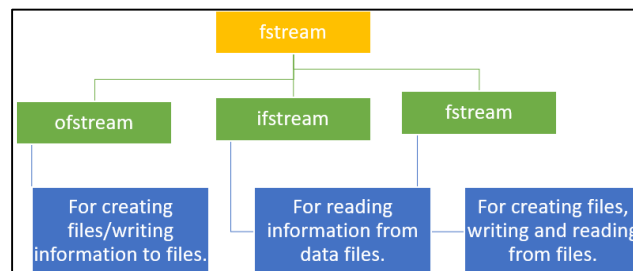 fstream
ofstream
ifstream
fstream
For creating
files/writing
information to files.
For reading
information from
data files.
For creating files,
writing and reading
from files.